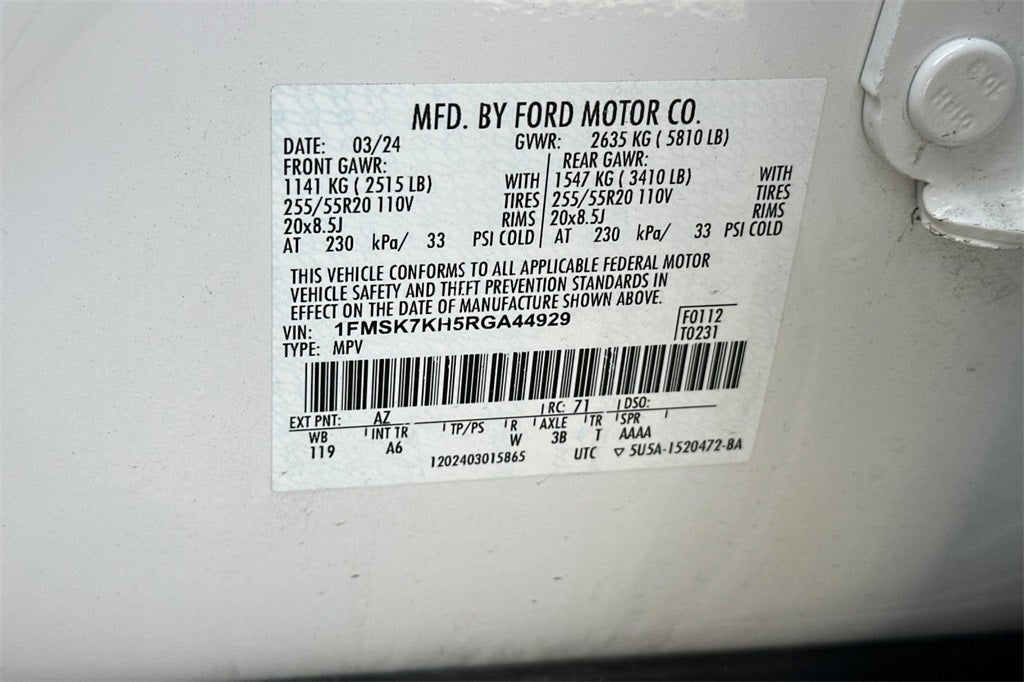 MFD. BY FORD MOTOR CO.
DATE: 03/24 GVWR: 2635 KG ( 5810 LB)
FRONT GAWR: REAR GAWR:
1141 KG ( 2515 LB) WITH 1547 KG ( 3410 LB) WITH
255/55R20 110V TIRES 255/55R20 110V TIRES
20x8.5J RIMS 20x8.5J RIMS
AT 230 kPa/ 33 PSI COLD AT 230 kPa/ 33 PSI COLD
THIS VEHICLE CONFORMS TO ALL APPLICABLE FEDERAL MOTOR
VEHICLE SAFETY AND THEFT PREVENTION STANDARDS IN
EFFECT ON THE DATE OF MANUFACTURE SHOWN ABOVE.
VIN: 1FMSK7KH5RGA44929 F0112
TYPE: MPV T0231
EXT PNT: AZ RC: 71 DSO:
WB INT TR TP/PS R AXLE TR SPR
119 A6 W 3B T AAAA
1202403015865 UTC ▽ 5U5A-1520472-BA